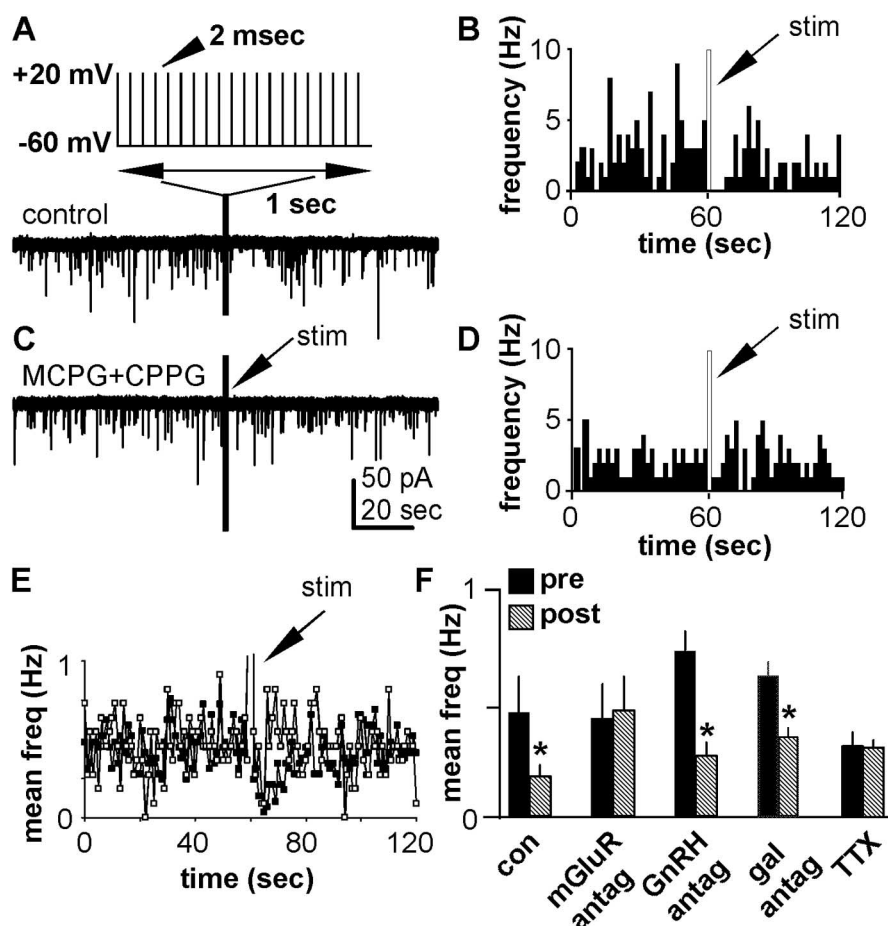 A
2 msec
+20 mV
-60 mV
1 sec
control
B
stim
frequency (Hz)
10
5
0
0 60 120
time (sec)
C
stim
MCPG+CPPG
50 pA
20 sec
D
stim
frequency (Hz)
10
5
0
0 60 120
time (sec)
E
stim
mean freq (Hz)
1
0
0 40 80 120
time (sec)
F
pre
post
mean freq (Hz)
1
0
* * *
con
mGluR antag
GnRH antag
gal antag
TTX